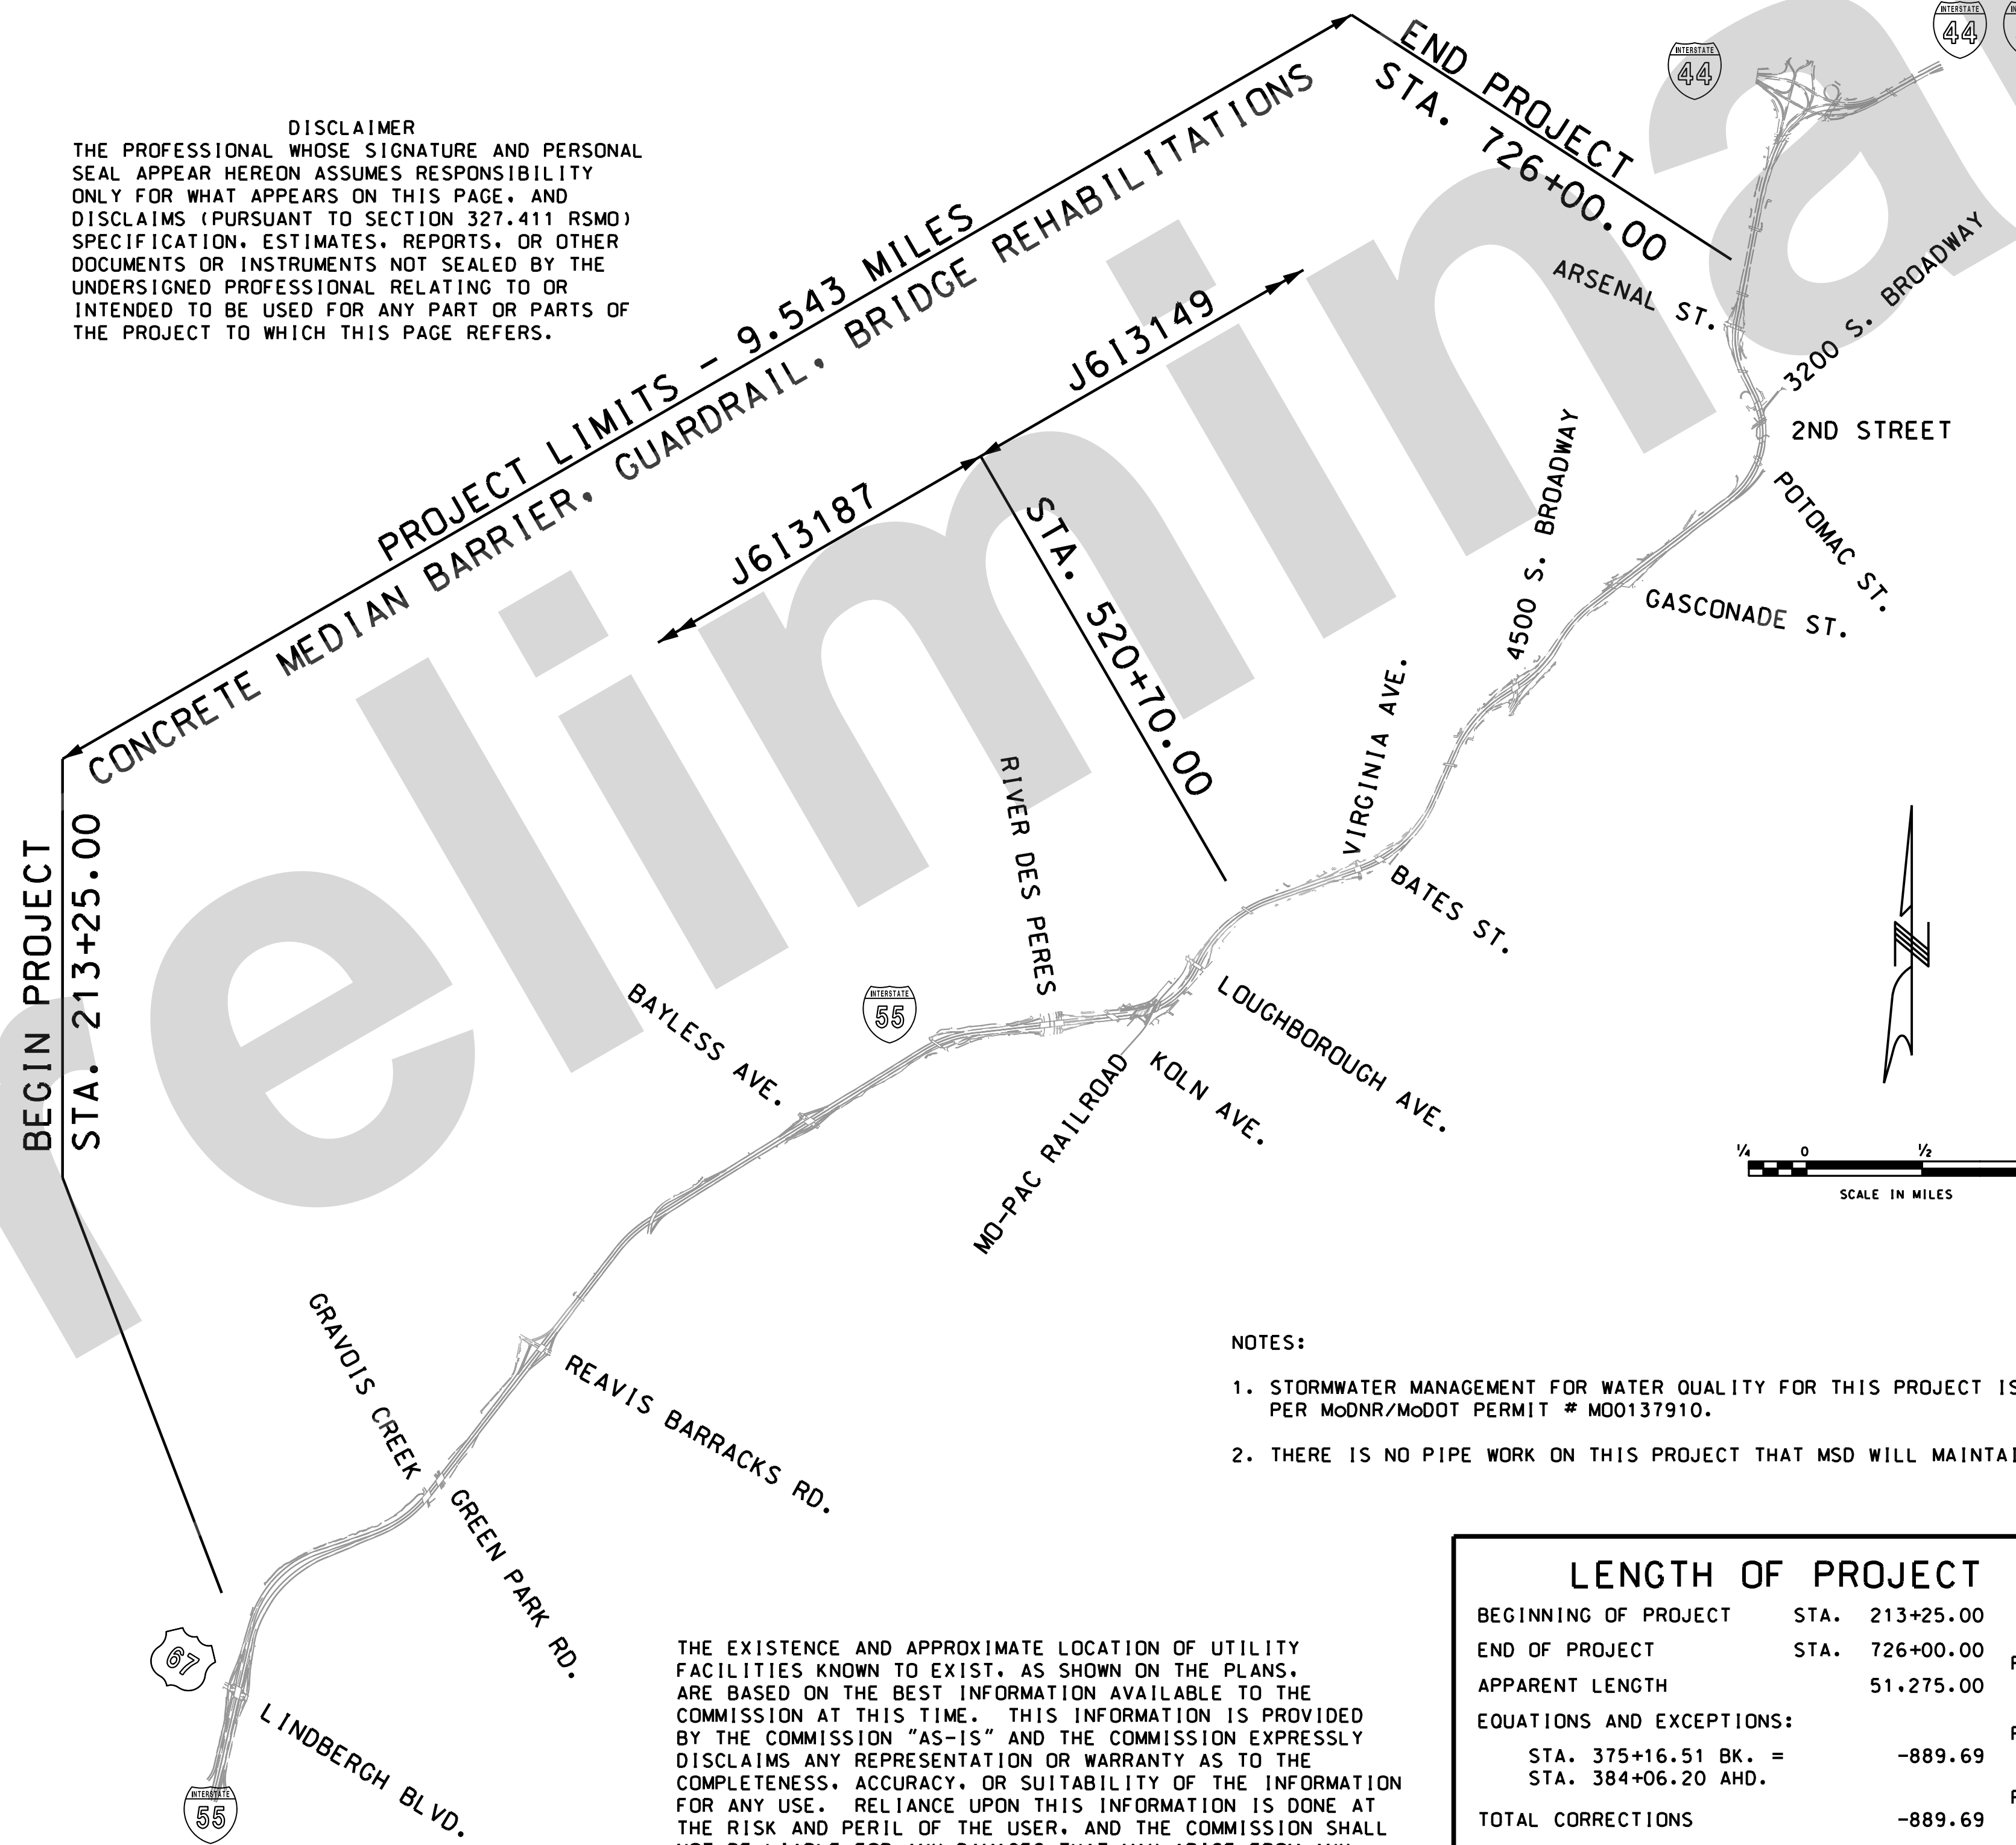 DISCLAIMER
THE PROFESSIONAL WHOSE SIGNATURE AND PERSONAL
SEAL APPEAR HEREON ASSUMES RESPONSIBILITY
ONLY FOR WHAT APPEARS ON THIS PAGE, AND
DISCLAIMS (PURSUANT TO SECTION 327.411 RSMO)
SPECIFICATION, ESTIMATES, REPORTS, OR OTHER
DOCUMENTS OR INSTRUMENTS NOT SEALED BY THE
UNDERSIGNED PROFESSIONAL RELATING TO OR
INTENDED TO BE USED FOR ANY PART OR PARTS OF
THE PROJECT TO WHICH THIS PAGE REFERS.
PROJECT LIMITS - 9.543 MILES
CONCRETE MEDIAN BARRIER, GUARDRAIL, BRIDGE REHABILITATIONS
END PROJECT
STA. 726+00.00
INTERSTATE
44
INTERSTATE
44
J6I3149
J6I3187
STA. 520+70.00
BEGIN PROJECT
STA. 213+25.00
ARSENAL ST.
3200 S. BROADWAY
2ND STREET
POTOMAC ST.
GASCONADE ST.
4500 S. BROADWAY
VIRGINIA AVE.
BATES ST.
RIVER DES PERES
LOUGHBOROUGH AVE.
KOLN AVE.
MO-PAC RAILROAD
INTERSTATE
55
BAYLESS AVE.
REAVIS BARRACKS RD.
GRAVOIS CREEK
GREEN PARK RD.
67
LINDBERGH BLVD.
INTERSTATE
55
N
1/4 0 1/2
SCALE IN MILES
NOTES:
1. STORMWATER MANAGEMENT FOR WATER QUALITY FOR THIS PROJECT IS
PER MoDNR/MoDOT PERMIT # MO0137910.
2. THERE IS NO PIPE WORK ON THIS PROJECT THAT MSD WILL MAINTAI
THE EXISTENCE AND APPROXIMATE LOCATION OF UTILITY
FACILITIES KNOWN TO EXIST, AS SHOWN ON THE PLANS,
ARE BASED ON THE BEST INFORMATION AVAILABLE TO THE
COMMISSION AT THIS TIME. THIS INFORMATION IS PROVIDED
BY THE COMMISSION "AS-IS" AND THE COMMISSION EXPRESSLY
DISCLAIMS ANY REPRESENTATION OR WARRANTY AS TO THE
COMPLETENESS, ACCURACY, OR SUITABILITY OF THE INFORMATION
FOR ANY USE. RELIANCE UPON THIS INFORMATION IS DONE AT
THE RISK AND PERIL OF THE USER, AND THE COMMISSION SHALL
LENGTH OF PROJECT
BEGINNING OF PROJECT STA. 213+25.00
END OF PROJECT STA. 726+00.00
APPARENT LENGTH 51,275.00
EQUATIONS AND EXCEPTIONS:
STA. 375+16.51 BK. = -889.69
STA. 384+06.20 AHD.
TOTAL CORRECTIONS -889.69
relimina